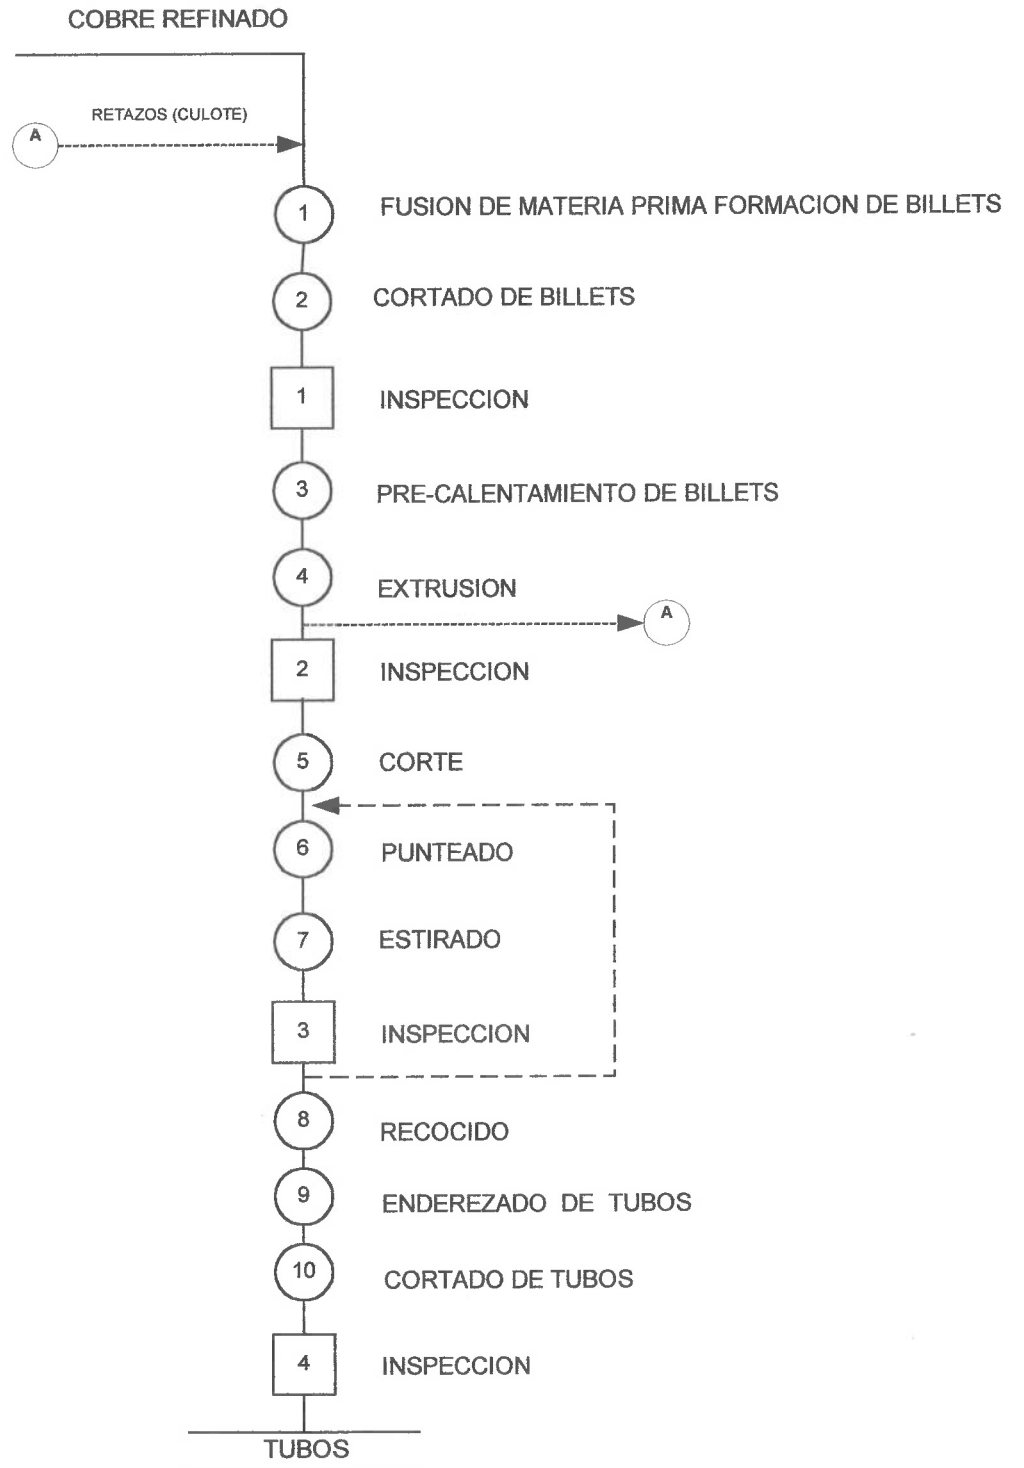 COBRE REFINADO
RETAZOS (CULOTE)
A
1 FUSION DE MATERIA PRIMA FORMACION DE BILLETS
2 CORTADO DE BILLETS
1 INSPECCION
3 PRE-CALENTAMIENTO DE BILLETS
4 EXTRUSION
A
2 INSPECCION
5 CORTE
6 PUNTEADO
7 ESTIRADO
3 INSPECCION
8 RECOCIDO
9 ENDEREZADO DE TUBOS
10 CORTADO DE TUBOS
4 INSPECCION
TUBOS